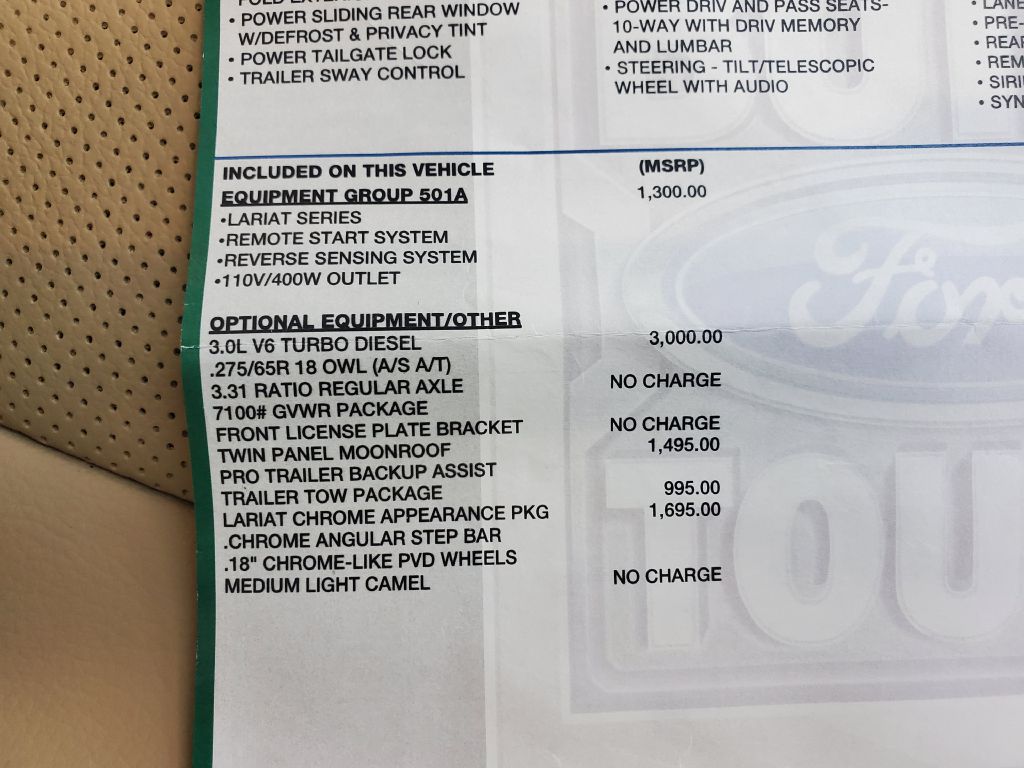 • POWER SLIDING REAR WINDOW
W/DEFROST & PRIVACY TINT
• POWER TAILGATE LOCK
• TRAILER SWAY CONTROL
• POWER DRIV AND PASS SEATS-
10-WAY WITH DRIV MEMORY
AND LUMBAR
• STEERING - TILT/TELESCOPIC
WHEEL WITH AUDIO
INCLUDED ON THIS VEHICLE (MSRP)
EQUIPMENT GROUP 501A 1,300.00
•LARIAT SERIES
•REMOTE START SYSTEM
•REVERSE SENSING SYSTEM
•110V/400W OUTLET
OPTIONAL EQUIPMENT/OTHER
3.0L V6 TURBO DIESEL 3,000.00
.275/65R 18 OWL (A/S A/T)
3.31 RATIO REGULAR AXLE NO CHARGE
7100# GVWR PACKAGE
FRONT LICENSE PLATE BRACKET NO CHARGE
TWIN PANEL MOONROOF 1,495.00
PRO TRAILER BACKUP ASSIST
TRAILER TOW PACKAGE 995.00
LARIAT CHROME APPEARANCE PKG 1,695.00
.CHROME ANGULAR STEP BAR
.18" CHROME-LIKE PVD WHEELS
MEDIUM LIGHT CAMEL NO CHARGE
Ford